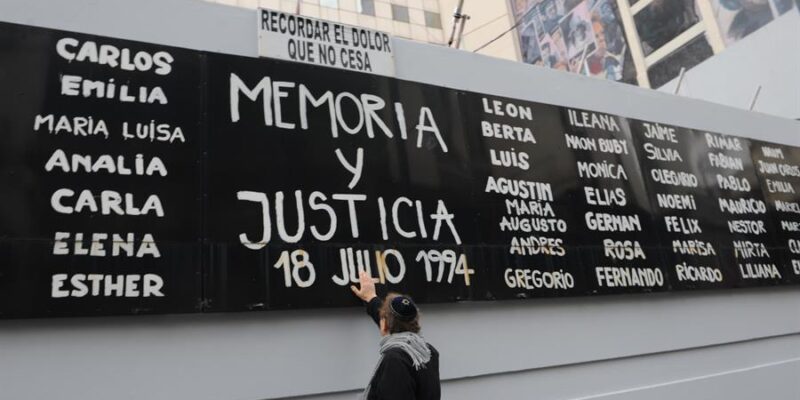 RECORDAR EL DOLOR
QUE NO CESA
CARLOS
EMILIA
MARIA LUISA
ANALIA
CARLA
ELENA
ESTHER
MEMORIA
Y
JUSTICIA
18 JULIO 1994
LEON
BERTA
LUIS
AGUSTIN
MARIA
AUGUSTO
ANDRES
GREGORIO
ILEANA
NAON BUBY
MONICA
ELIAS
GERMAN
ROSA
FERNANDO
JAIME
SILVIA
OLEGARIO
NOEMI
FELIX
MARISA
RICARDO
RIMAR
FABIAN
PABLO
MAURICIO
NESTOR
MIRTA
LILIANA
JUAN CARLOS
EMILIA